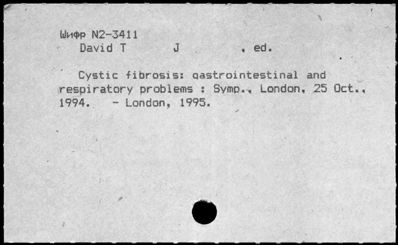 Шифр N2-3411
David T J , ed.
Cystic fibrosis: gastrointestinal and
respiratory problems : Symp., London, 25 Oct.,
1994. - London, 1995.